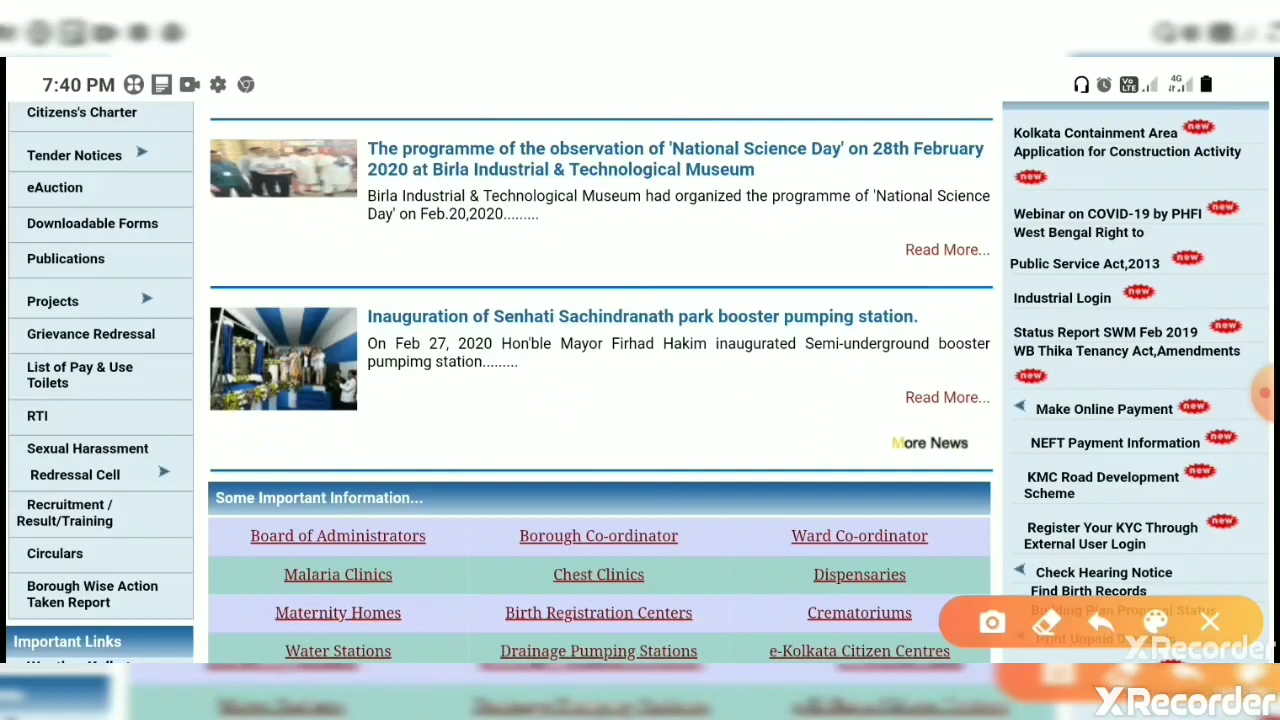 7:40 PM
VoLTE
4G
Citizens's Charter
Tender Notices
eAuction
Downloadable Forms
Publications
Projects
Grievance Redressal
List of Pay & Use
Toilets
RTI
Sexual Harassment
Redressal Cell
Recruitment /
Result/Training
Circulars
Borough Wise Action
Taken Report
Important Links
The programme of the observation of 'National Science Day' on 28th February
2020 at Birla Industrial & Technological Museum
Birla Industrial & Technological Museum had organized the programme of 'National Science
Day' on Feb.20,2020.........
Read More...
Inauguration of Senhati Sachindranath park booster pumping station.
On Feb 27, 2020 Hon'ble Mayor Firhad Hakim inaugurated Semi-underground booster
pumpimg station.........
Read More...
More News
Some Important Information...
Board of Administrators Borough Co-ordinator Ward Co-ordinator
Malaria Clinics Chest Clinics Dispensaries
Maternity Homes Birth Registration Centers Crematoriums
Water Stations Drainage Pumping Stations e-Kolkata Citizen Centres
Kolkata Containment Area new
Application for Construction Activity
new
Webinar on COVID-19 by PHFI new
West Bengal Right to
Public Service Act,2013 new
Industrial Login new
Status Report SWM Feb 2019 new
WB Thika Tenancy Act,Amendments
new
Make Online Payment new
NEFT Payment Information new
KMC Road Development new
Scheme
Register Your KYC Through new
External User Login
Check Hearing Notice
Find Birth Records
Building Plan Proposal Status
Print Unpaid
XRecorder
XRecorder